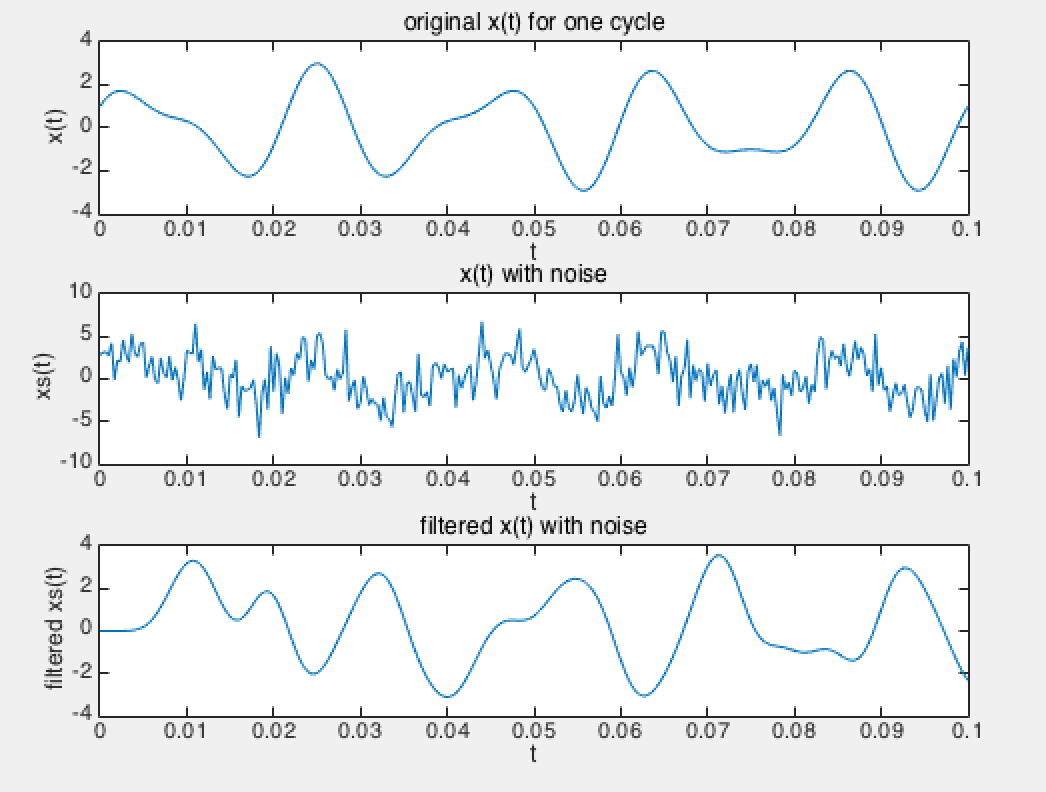 original x(t) for one cycle
4
2
0
-2
-4
x(t)
0 0.01 0.02 0.03 0.04 0.05 0.06 0.07 0.08 0.09 0.1
t
x(t) with noise
10
5
0
-5
-10
xs(t)
0 0.01 0.02 0.03 0.04 0.05 0.06 0.07 0.08 0.09 0.1
t
filtered x(t) with noise
4
2
0
-2
-4
filtered xs(t)
0 0.01 0.02 0.03 0.04 0.05 0.06 0.07 0.08 0.09 0.1
t